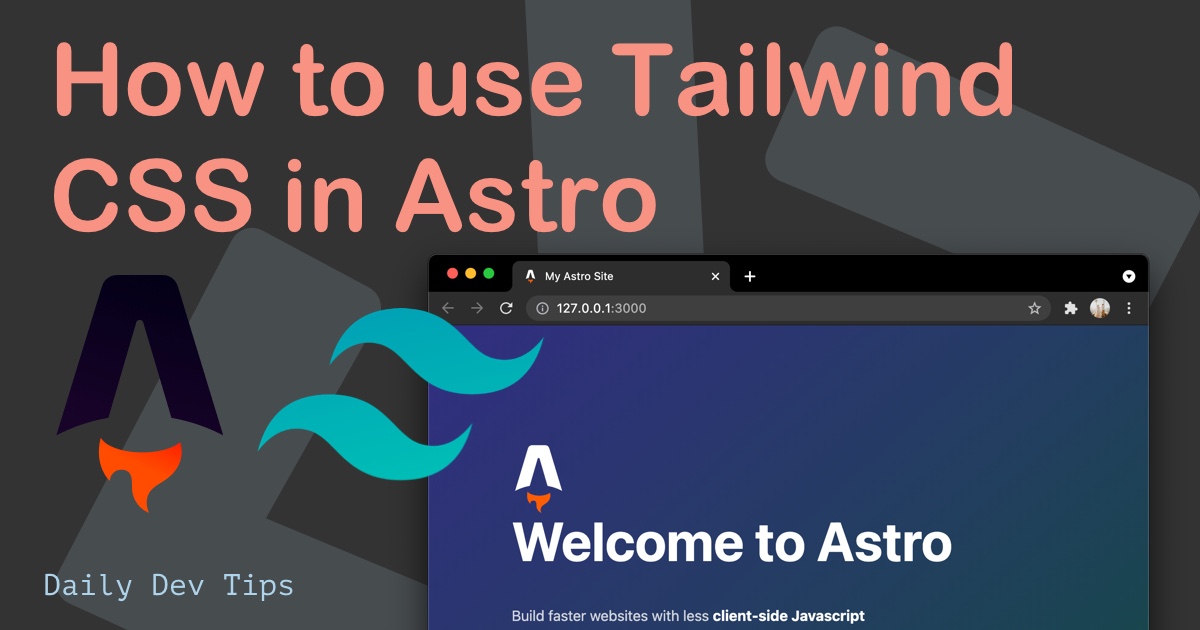 How to use Tailwind
CSS in Astro
My Astro Site
127.0.0.1:3000
Welcome to Astro
Build faster websites with less client-side Javascript
Daily Dev Tips